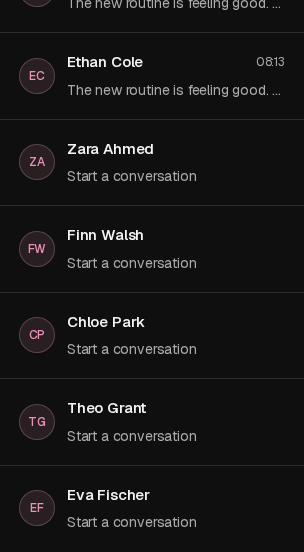 The new routine is feeling good. ...
Ethan Cole 08:13
EC
The new routine is feeling good. ...
Zara Ahmed
ZA
Start a conversation
Finn Walsh
FW
Start a conversation
Chloe Park
CP
Start a conversation
Theo Grant
TG
Start a conversation
Eva Fischer
EF
Start a conversation